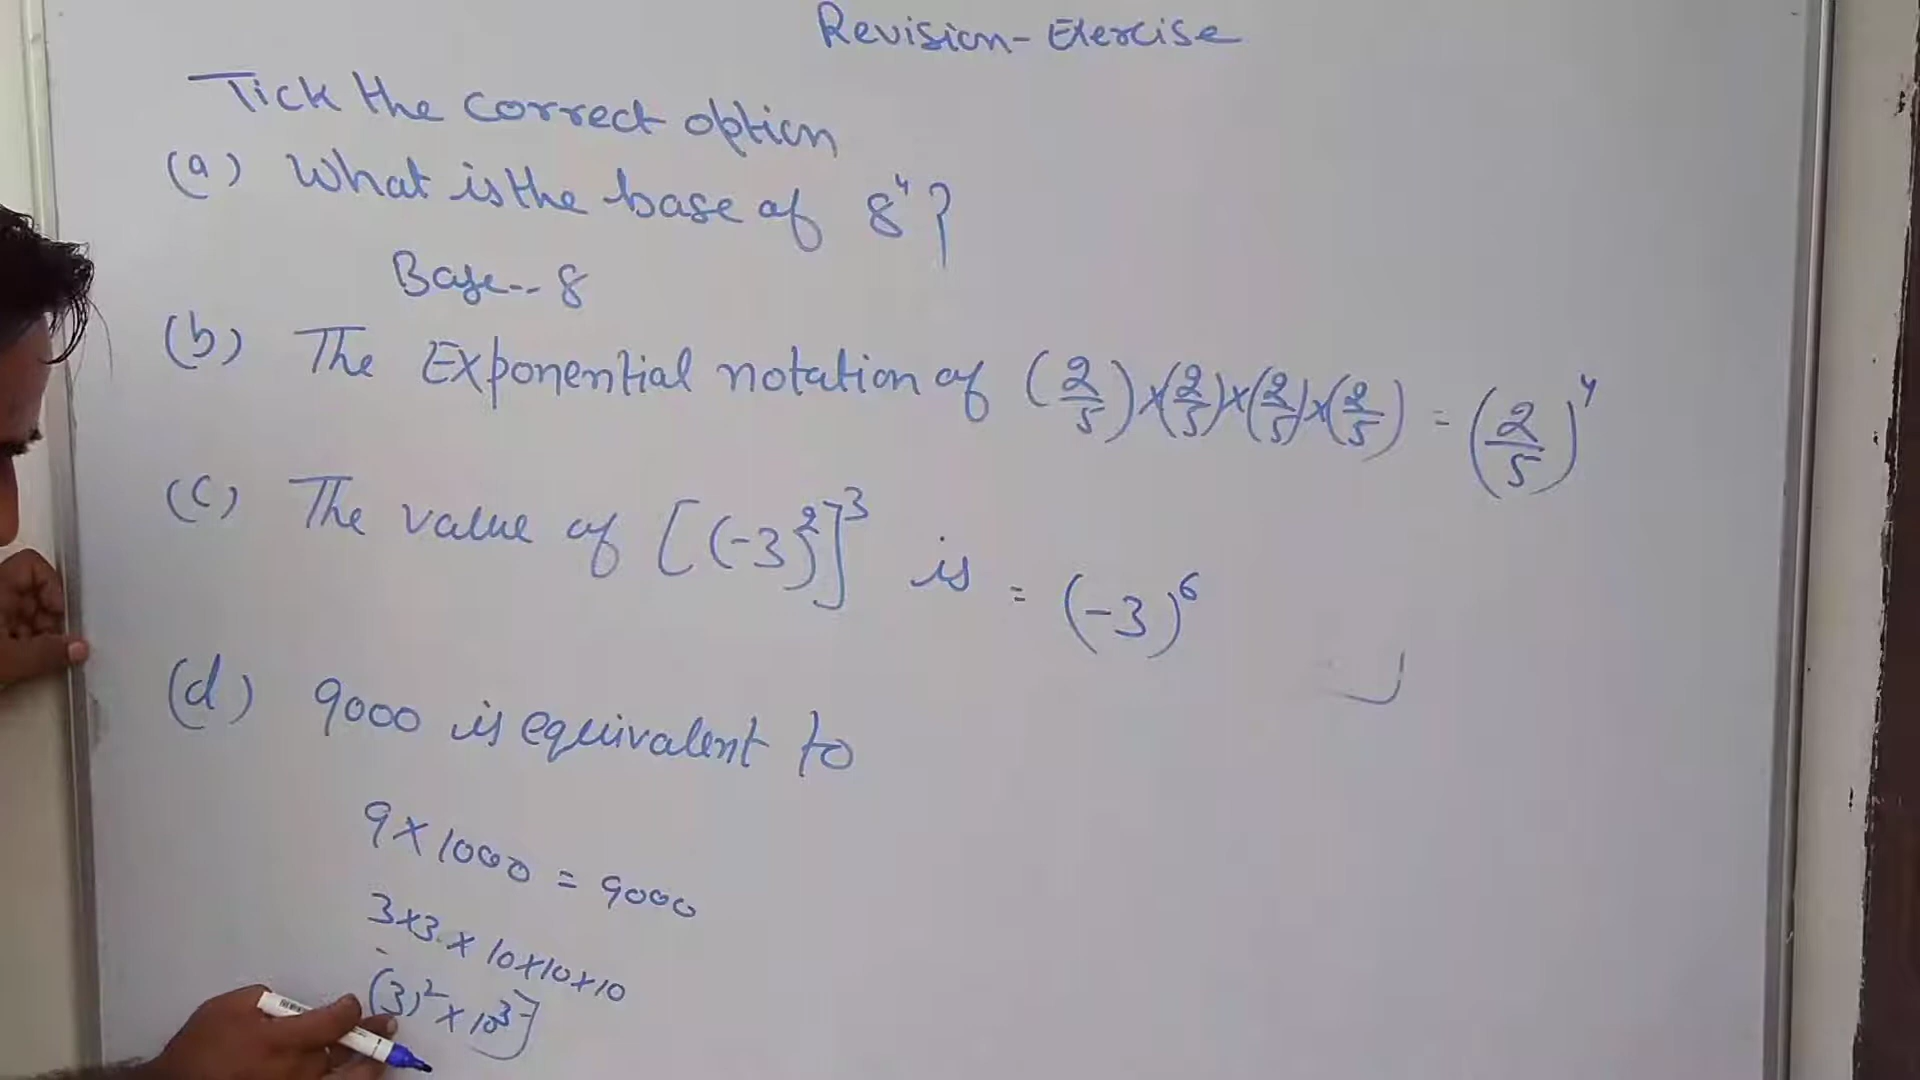 Revision-Exercise
Tick the correct option
(a) What is the base of 8⁴?
Base-- 8
(b) The Exponential notation of (2/5)×(2/5)×(2/5)×(2/5) = (2/5)⁴
(c) The value of [(-3)²]³ is = (-3)⁶
(d) 9000 is equivalent to
9×1000 = 9000
3×3×10×10×10
(3)²×10³